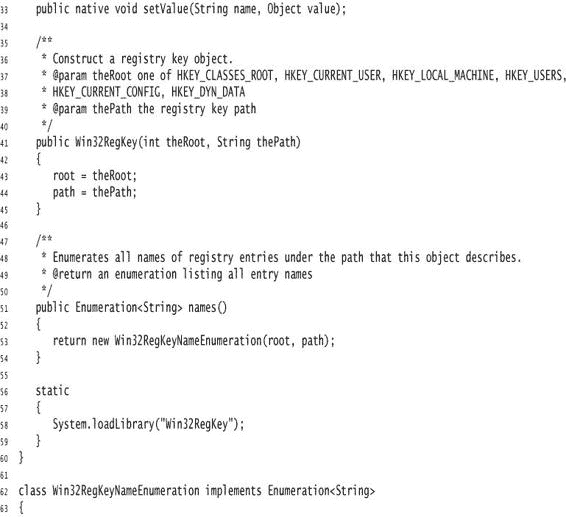 33 public native void setValue(String name, Object value);
34
35 /**
36 * Construct a registry key object.
37 * @param theRoot one of HKEY_CLASSES_ROOT, HKEY_CURRENT_USER, HKEY_LOCAL_MACHINE, HKEY_USERS,
38 * HKEY_CURRENT_CONFIG, HKEY_DYN_DATA
39 * @param thePath the registry key path
40 */
41 public Win32RegKey(int theRoot, String thePath)
42 {
43 root = theRoot;
44 path = thePath;
45 }
46
47 /**
48 * Enumerates all names of registry entries under the path that this object describes.
49 * @return an enumeration listing all entry names
50 */
51 public Enumeration<String> names()
52 {
53 return new Win32RegKeyNameEnumeration(root, path);
54 }
55
56 static
57 {
58 System.loadLibrary("Win32RegKey");
59 }
60 }
61
62 class Win32RegKeyNameEnumeration implements Enumeration<String>
63 {